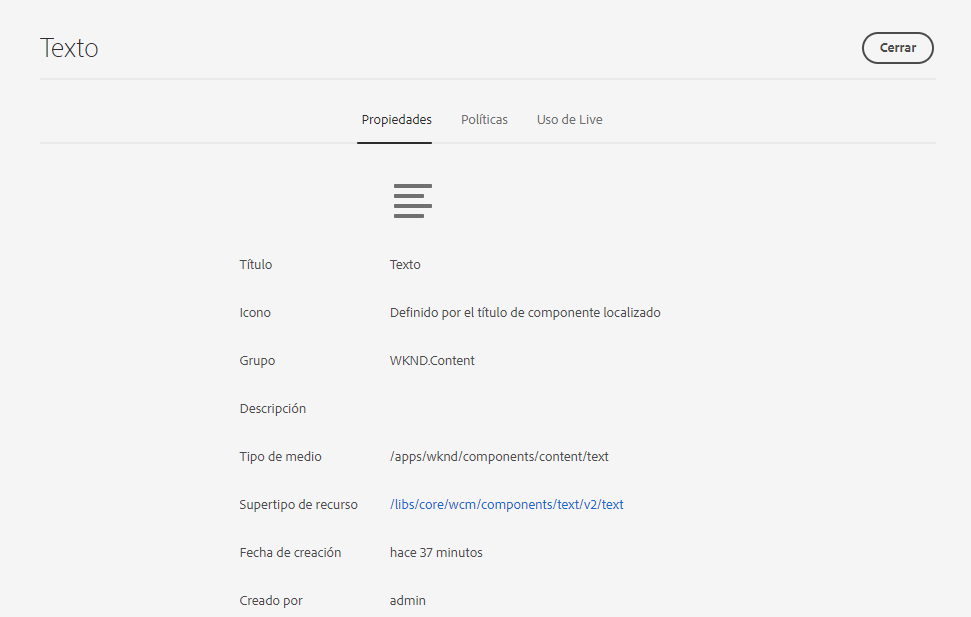 Texto
Cerrar
Propiedades Políticas Uso de Live
Título Texto
Icono Definido por el título de componente localizado
Grupo WKND.Content
Descripción
Tipo de medio /apps/wknd/components/content/text
Supertipo de recurso /libs/core/wcm/components/text/v2/text
Fecha de creación hace 37 minutos
Creado por admin